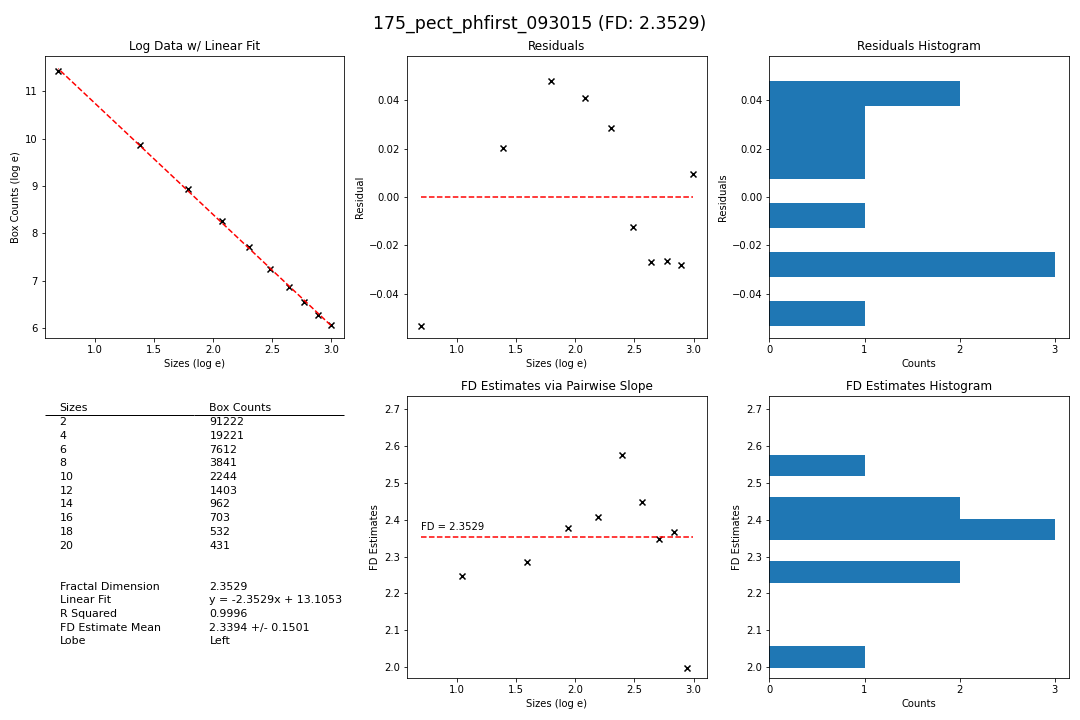 175_pect_phfirst_093015 (FD: 2.3529)
Log Data w/ Linear Fit
Box Counts (log e)
11
10
9
8
7
6
1.0 1.5 2.0 2.5 3.0
Sizes (log e)
Residuals
Residual
0.04
0.02
0.00
−0.02
−0.04
1.0 1.5 2.0 2.5 3.0
Sizes (log e)
Residuals Histogram
Residuals
0.04
0.02
0.00
−0.02
−0.04
0 1 2 3
Counts
Sizes Box Counts
2 91222
4 19221
6 7612
8 3841
10 2244
12 1403
14 962
16 703
18 532
20 431
Fractal Dimension 2.3529
Linear Fit y = -2.3529x + 13.1053
R Squared 0.9996
FD Estimate Mean 2.3394 +/- 0.1501
Lobe Left
FD Estimates via Pairwise Slope
FD Estimates
2.7
2.6
2.5
2.4
2.3
2.2
2.1
2.0
FD = 2.3529
1.0 1.5 2.0 2.5 3.0
Sizes (log e)
FD Estimates Histogram
FD Estimates
2.7
2.6
2.5
2.4
2.3
2.2
2.1
2.0
0 1 2 3
Counts